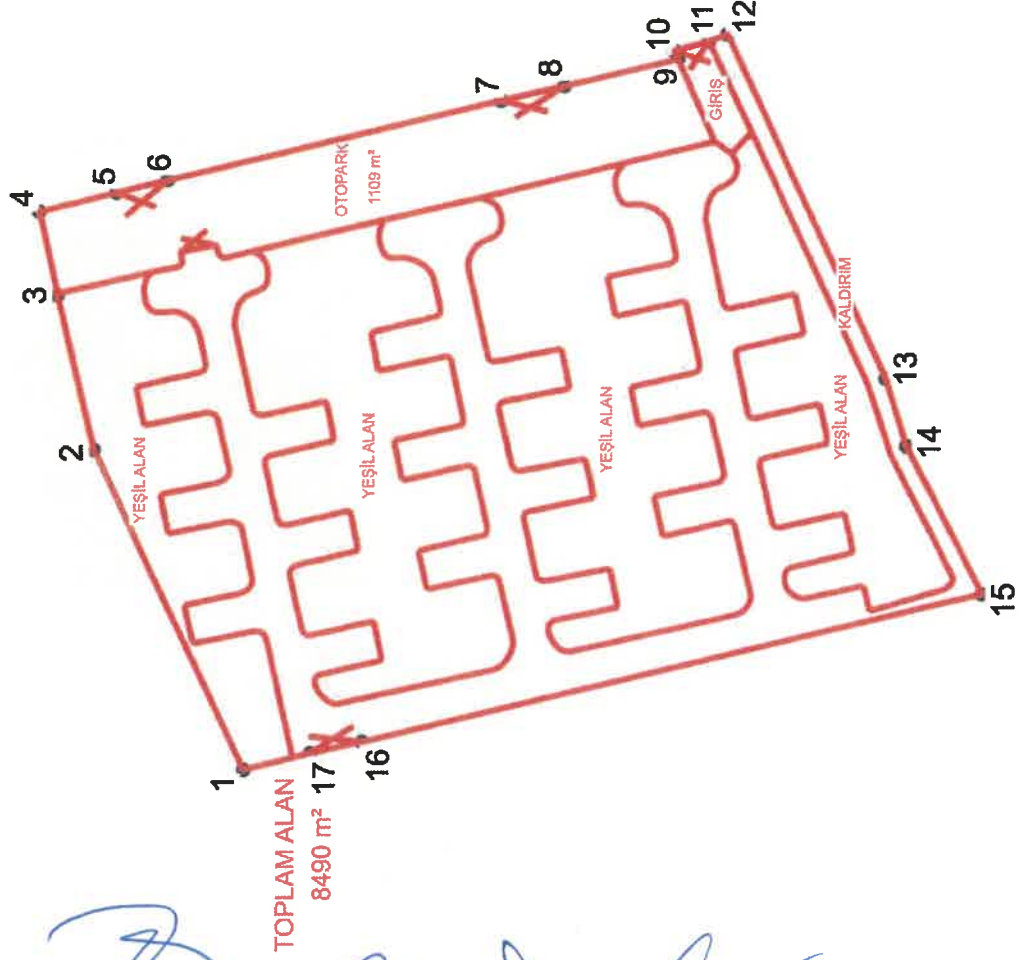 4
10
11
12
3
5
6
7
8
9
GİRİŞ
OTOPARK
1109 m²
2
YEŞİL ALAN
YEŞİL ALAN
YEŞİL ALAN
YEŞİL ALAN
KALDIRIM
13
14
1
17
16
15
TOPLAM ALAN
8490 m²